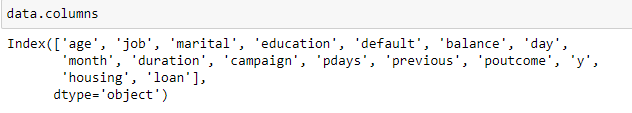 data.columns
Index(['age', 'job', 'marital', 'education', 'default', 'balance', 'day',
'month', 'duration', 'campaign', 'pdays', 'previous', 'poutcome', 'y',
'housing', 'loan'],
dtype='object')